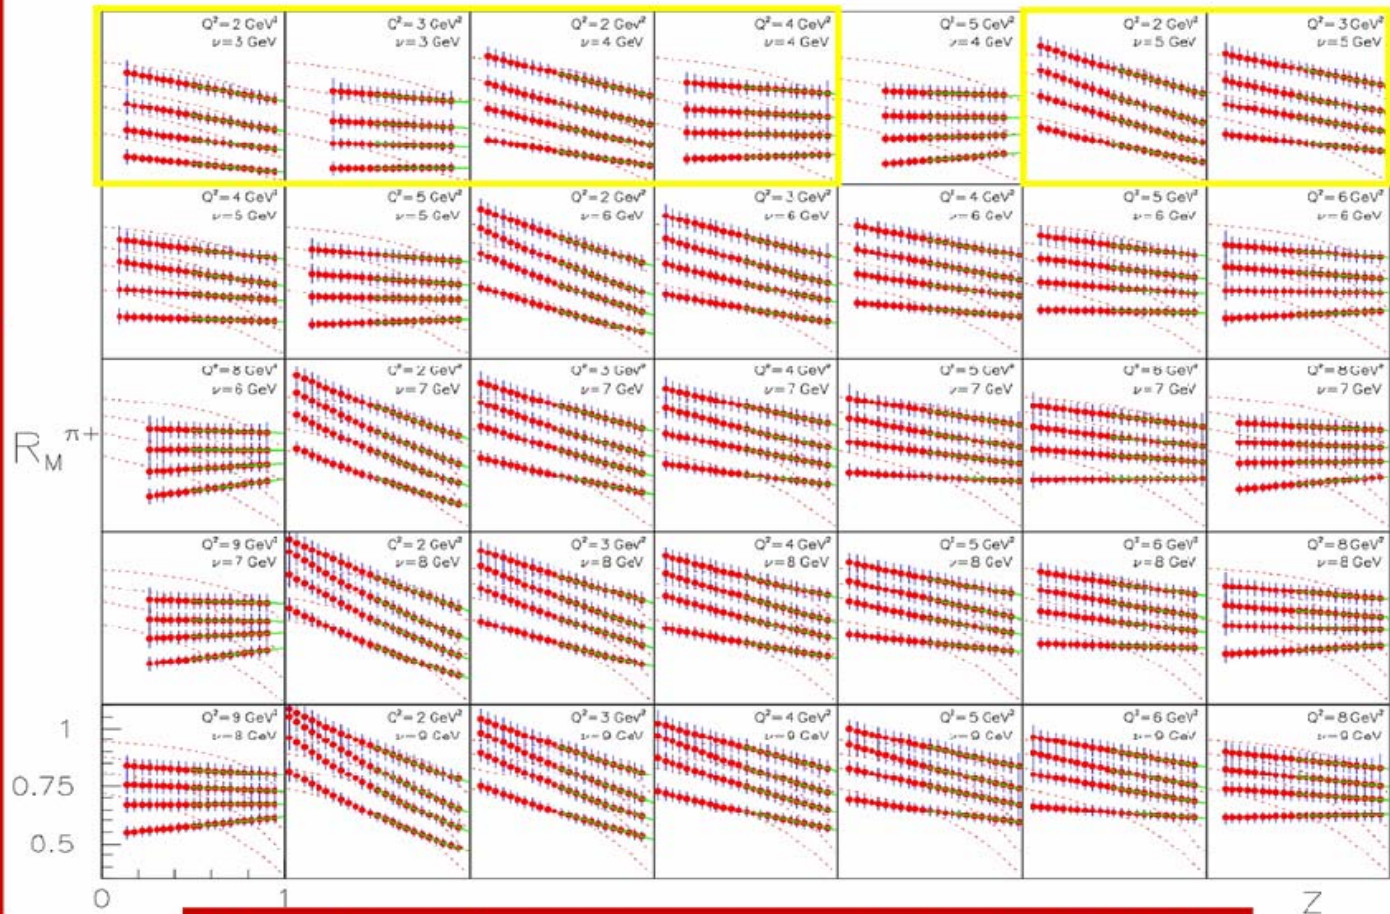 Q²=2 GeV²
ν=3 GeV
Q²=3 GeV²
ν=3 GeV
Q²=2 GeV²
ν=4 GeV
Q²=4 GeV²
ν=4 GeV
Q²=5 GeV²
ν=4 GeV
Q²=2 GeV²
ν=5 GeV
Q²=3 GeV²
ν=5 GeV
Q²=4 GeV²
ν=5 GeV
Q²=5 GeV²
ν=5 GeV
Q²=2 GeV²
ν=6 GeV
Q²=3 GeV²
ν=6 GeV
Q²=4 GeV²
ν=6 GeV
Q²=5 GeV²
ν=6 GeV
Q²=6 GeV²
ν=6 GeV
Q²=8 GeV²
ν=6 GeV
Q²=2 GeV²
ν=7 GeV
Q²=3 GeV²
ν=7 GeV
Q²=4 GeV²
ν=7 GeV
Q²=5 GeV²
ν=7 GeV
Q²=6 GeV²
ν=7 GeV
Q²=8 GeV²
ν=7 GeV
R_M^π+
Q²=9 GeV²
ν=7 GeV
Q²=2 GeV²
ν=8 GeV
Q²=3 GeV²
ν=8 GeV
Q²=4 GeV²
ν=8 GeV
Q²=5 GeV²
ν=8 GeV
Q²=6 GeV²
ν=8 GeV
Q²=8 GeV²
ν=8 GeV
Q²=9 GeV²
ν=8 GeV
Q²=2 GeV²
ν=9 GeV
Q²=3 GeV²
ν=9 GeV
Q²=4 GeV²
ν=9 GeV
Q²=5 GeV²
ν=9 GeV
Q²=6 GeV²
ν=9 GeV
Q²=8 GeV²
ν=9 GeV
1
0.75
0.5
0 1 Z